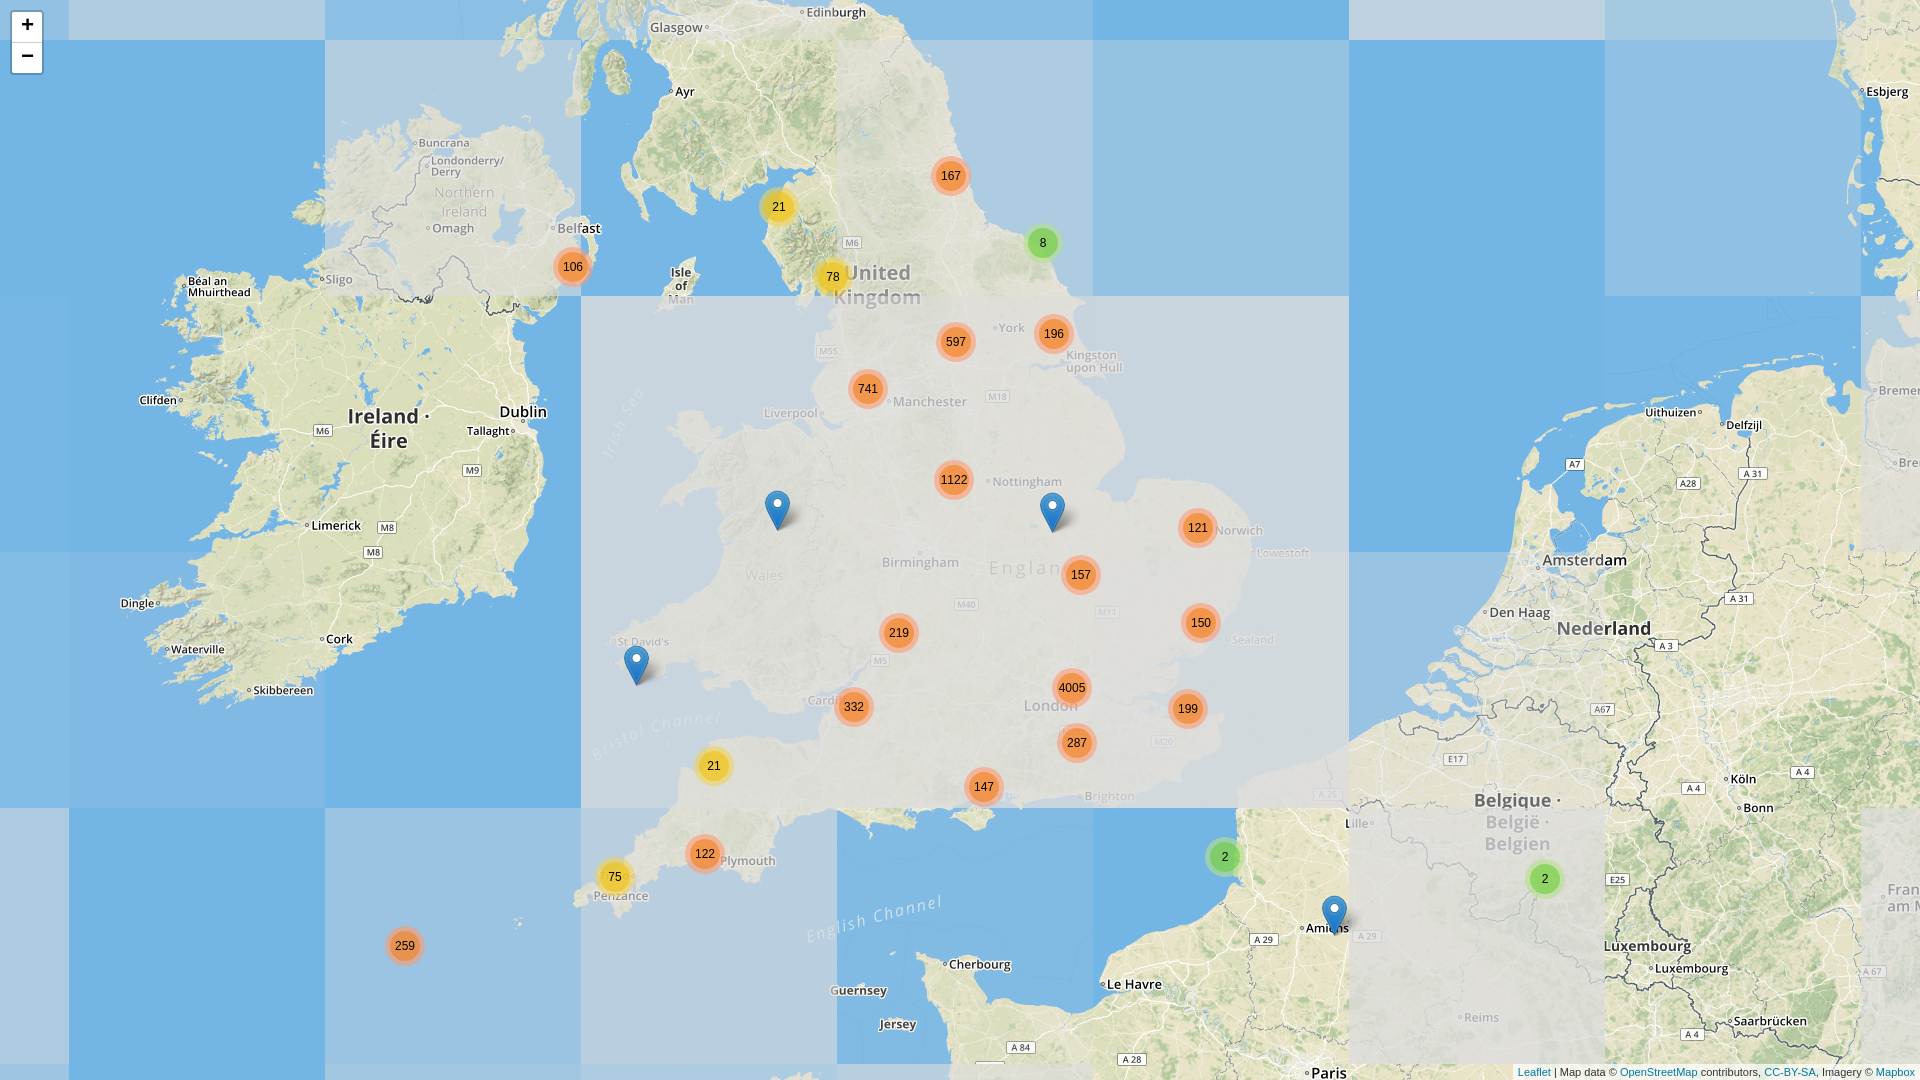 +
−
Edinburgh
Glasgow
Ayr
Esbjerg
Buncrana
Londonderry/
Derry
Northern
Ireland
Omagh
Belfast
167
21
8
106
78
M6
United
Kingdom
Isle
of
Man
Sligo
Béal an
Mhuirthead
597
York
196
Kingston
upon Hull
M55
741
Manchester
M18
Liverpool
Irish Sea
Clifden
Ireland ·
Éire
Dublin
Tallaght
M6
M9
Uithuizen
Delfzijl
A7
A 31
A28
1122
Nottingham
Limerick
M8
M8
121
Norwich
Lowestoft
Birmingham
Englan
157
Wales
Amsterdam
A 31
Dingle
M40
M11
Den Haag
Nederland
219
150
Sealand
Cork
Waterville
St David's
M5
A 3
Skibbereen
Cardi
332
4005
London
199
A67
Bristol Channel
287
M20
E17
21
147
Brighton
A 25
Köln
A 4
A 4
Bonn
Belgique ·
België ·
Belgien
Lille
122
Plymouth
75
Penzance
2
2
E25
English Channel
Amiens
A 29
A 29
259
Luxembourg
Luxembourg
Cherbourg
Le Havre
Guernsey
Jersey
A 67
Fran
am M
Bremer
Bre
Reims
Saarbrücken
A 4
A 84
A 28
Paris
Leaflet | Map data © OpenStreetMap contributors, CC-BY-SA, Imagery © Mapbox